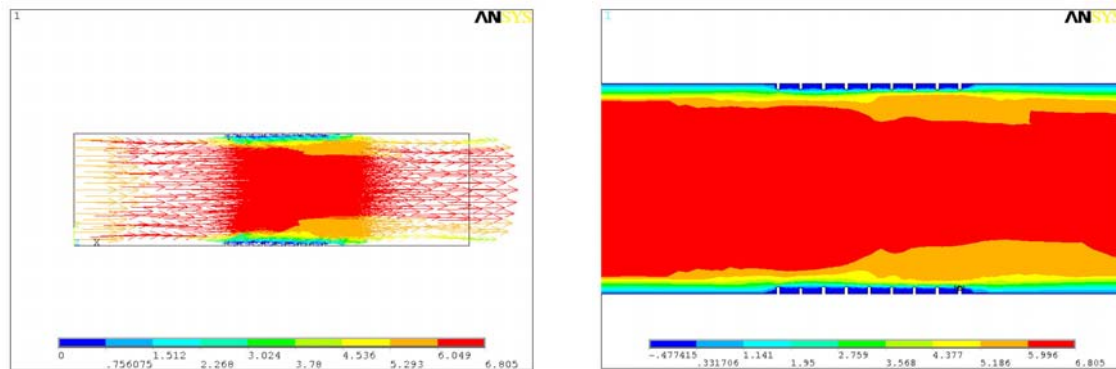 1
ANSYS
X
0 1.512 3.024 4.536 6.049
.756075 2.268 3.78 5.293 6.805
1
ANSYS
-.477415 1.141 2.759 4.377 5.996
.331706 1.95 3.568 5.186 6.805